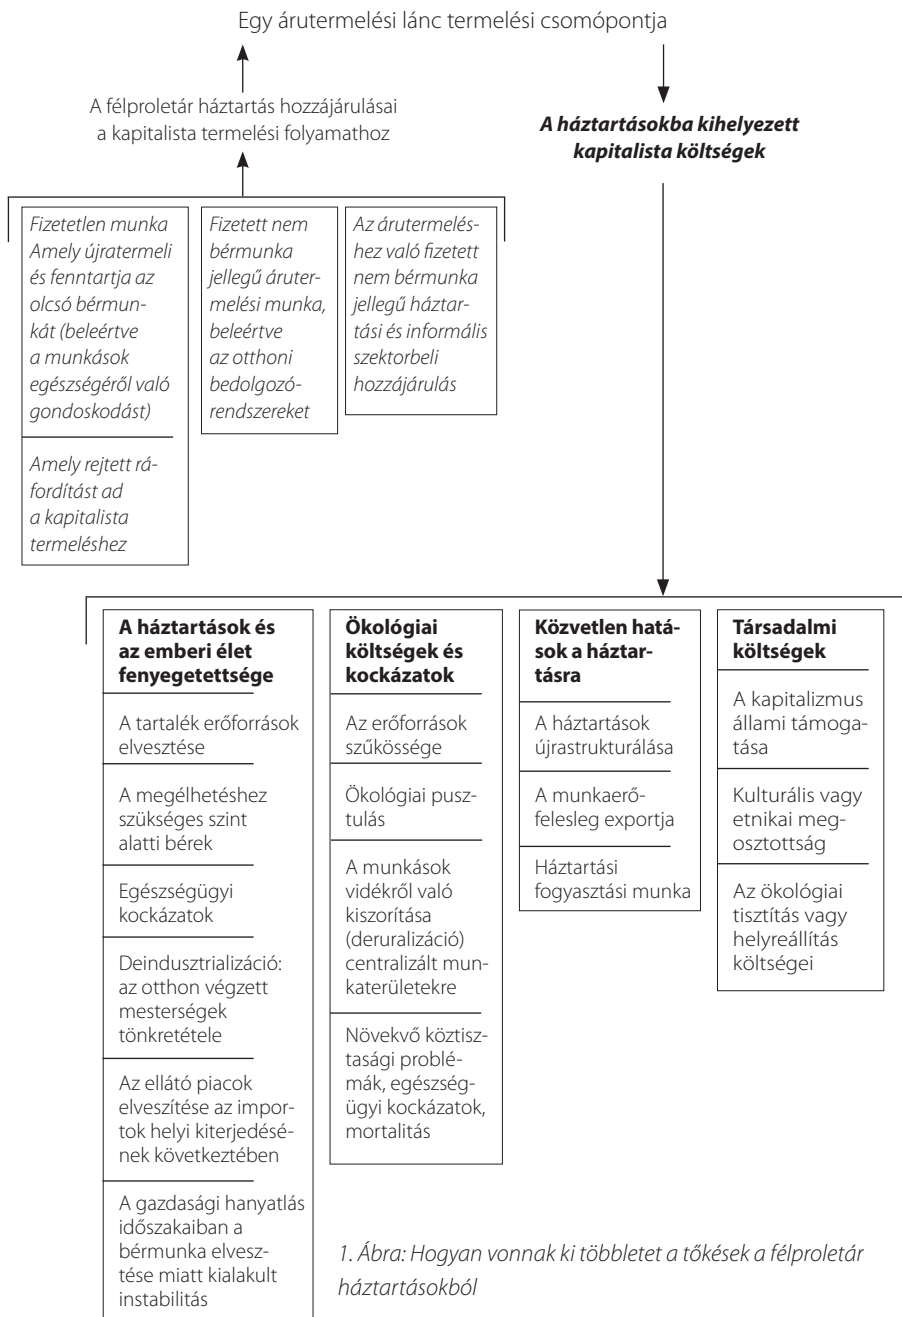 Egy árutermelési lánc termelési csomópontja
A félproletár háztartás hozzájárulásai
a kapitalista termelési folyamathoz
A háztartásokba kihelyezett
kapitalista költségek
Fizetetlen munka
Amely újratermeli
és fenntartja az
olcsó bérmun-
kát (beleértve
a munkások
egészségéről való
gondoskodást)
Amely rejtett rá-
fordítást ad
a kapitalista
termeléshez
Fizetett nem
bérmunka
jellegű áruter-
melési munka,
beleértve
az otthoni
bedolgozó-
rendszereket
Az árutermelés-
hez való fizetett
nem bérmunka
jellegű háztar-
tási és informális
szektorbeli
hozzájárulás
A háztartások és
az emberi élet
fenyegetettsége
A tartalék erőforrások
elvesztése
A megélhetéshez
szükséges szint
alatti bérek
Egészségügyi
kockázatok
Deindusztrializáció:
az otthon végzett
mesterségek
tönkretétele
Az ellátó piacok
elveszítése az impor-
tok helyi kiterjedésé-
nek következtében
A gazdasági hanyatlás
időszakaiban a
bérmunka elvesz-
tése miatt kialakult
instabilitás
Ökológiai
költségek és
kockázatok
Az erőforrások
szűkössége
Ökológiai pusz-
tulás
A munkások
vidékről való
kiszorítása
(deruralizáció)
centralizált mun-
katerületekre
Növekvő köztisz-
tasági problé-
mák, egészség-
ügyi kockázatok,
mortalitás
Közvetlen hatá-
sok a háztar-
tásra
A háztartások
újrastrukturálása
A munkaerő-
felesleg exportja
Háztartási
fogyasztási munka
Társadalmi
költségek
A kapitalizmus
állami támoga-
tása
Kulturális vagy
etnikai meg-
osztottság
Az ökológiai
tisztítás vagy
helyreállítás
költségei
1. Ábra: Hogyan vonnak ki többletet a tőkések a félproletár
háztartásokból